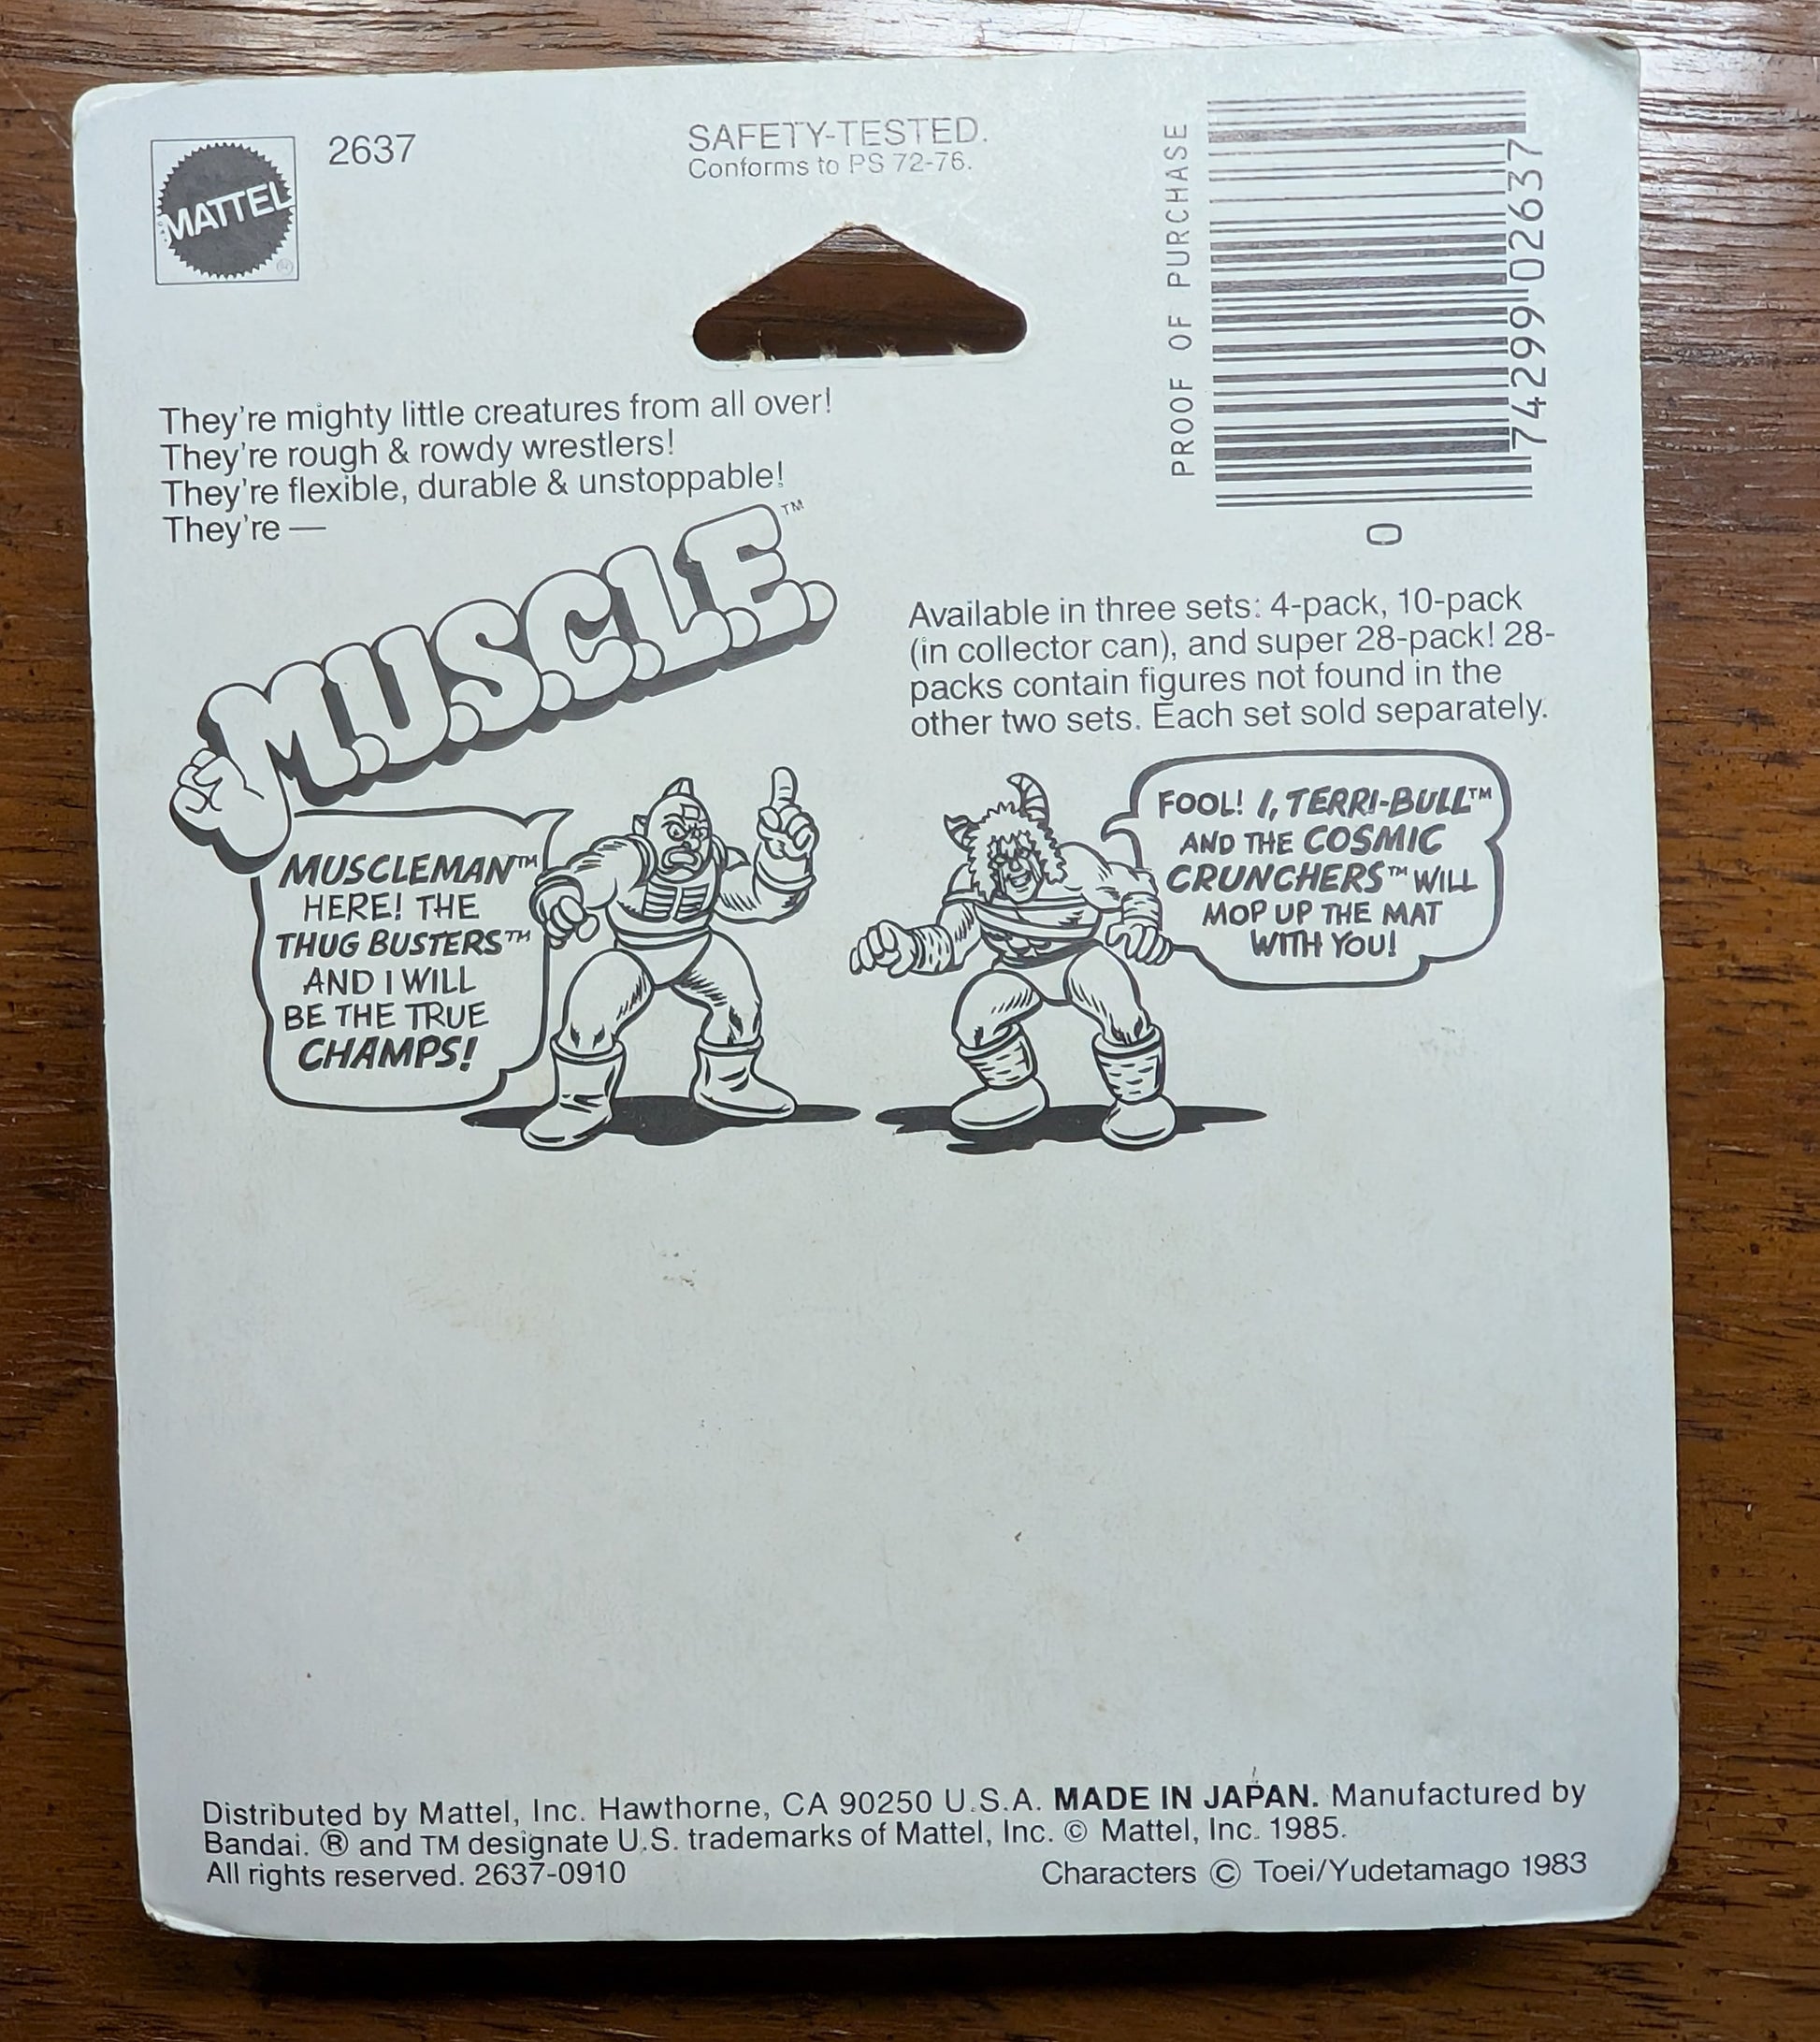 MATTEL
®
2637
SAFETY-TESTED.
Conforms to PS 72-76.
PROOF OF PURCHASE
74299 02637
0
They're mighty little creatures from all over!
They're rough & rowdy wrestlers!
They're flexible, durable & unstoppable!
They're —
M.U.S.C.L.E.™
Available in three sets: 4-pack, 10-pack
(in collector can), and super 28-pack! 28-
packs contain figures not found in the
other two sets. Each set sold separately.
MUSCLEMAN™
HERE! THE
THUG BUSTERS™
AND I WILL
BE THE TRUE
CHAMPS!
FOOL! I, TERRI-BULL™
AND THE COSMIC
CRUNCHERS™ WILL
MOP UP THE MAT
WITH YOU!
Distributed by Mattel, Inc. Hawthorne, CA 90250 U.S.A. MADE IN JAPAN. Manufactured by
Bandai. ® and TM designate U.S. trademarks of Mattel, Inc. © Mattel, Inc. 1985.
All rights reserved. 2637-0910
Characters © Toei/Yudetamago 1983